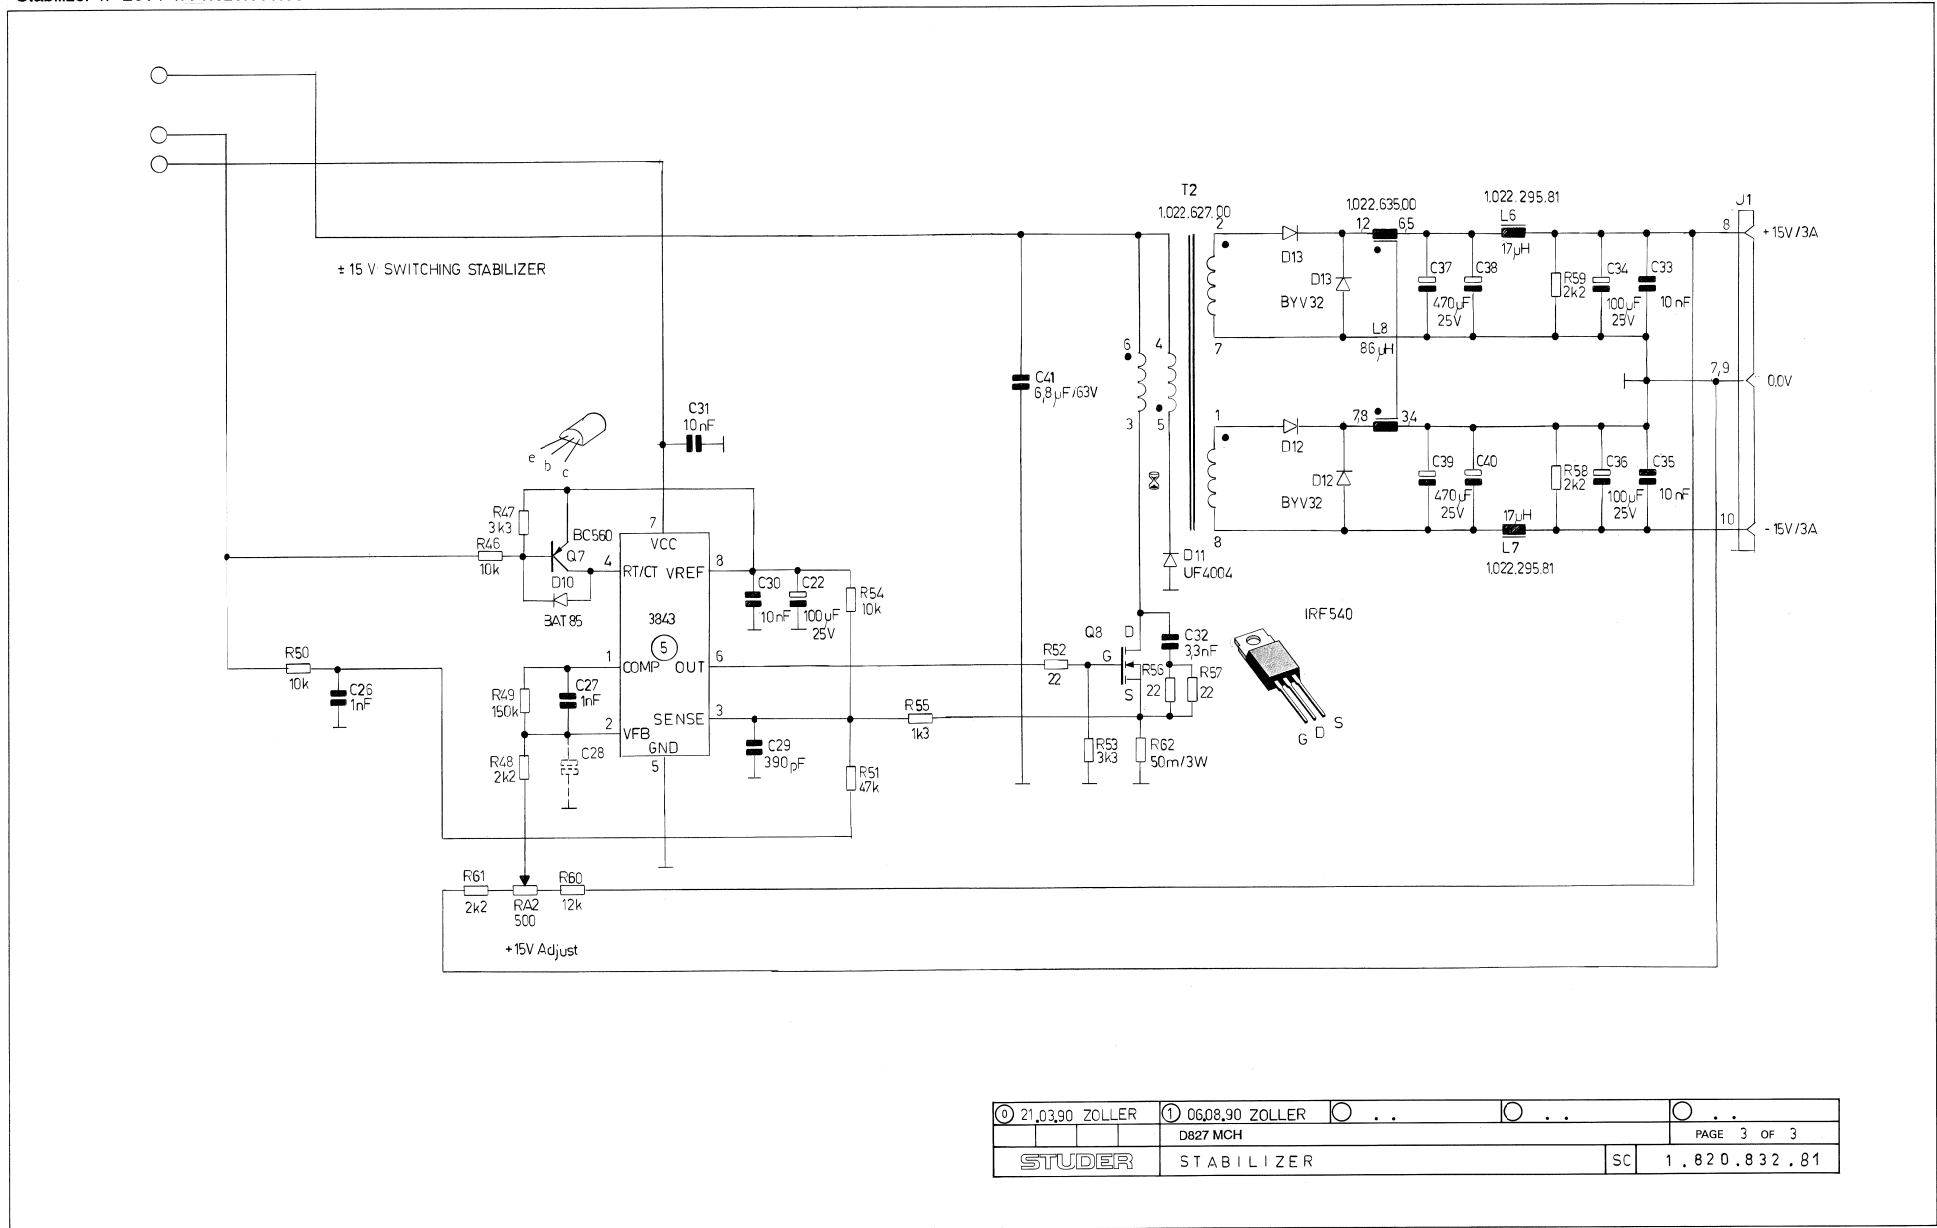 ± 15 V SWITCHING STABILIZER
T2
1.022.627.00
2
7
1
8
6
4
3
5
D13
D13
BYV32
1.022.635.00
1,2
6,5
L8
86µH
1.022.295.81
L6
17µH
C37
C38
470µF
25V
R59
2k2
C34
100µF
25V
C33
10nF
J1
8
+15V/3A
7,9
0.0V
10
-15V/3A
D12
D12
BYV32
7,8
3,4
C39
C40
470µF
25V
R58
2k2
C36
100µF
25V
C35
10nF
17µH
L7
1.022.295.81
C41
6,8µF/63V
C31
10nF
e
b
c
R47
3k3
BC560
R46
10k
Q7
D10
BAT85
7
VCC
4
RT/CT
VREF
8
3843
5
1
COMP
OUT
6
SENSE
3
2
VFB
GND
5
C30
10nF
C22
100µF
25V
R54
10k
R50
10k
C26
1nF
R49
150k
C27
1nF
R48
2k2
C28
C29
390pF
R55
1k3
R51
47k
D11
UF4004
R52
22
Q8
D
G
S
C32
3,3nF
R56
22
R57
22
R53
3k3
R62
50m/3W
IRF540
G
D
S
R61
2k2
RA2
500
R60
12k
+15V Adjust
0 21.03.90 ZOLLER
1 06.08.90 ZOLLER
. .
. .
. .
D827 MCH
PAGE 3 OF 3
STUDER
STABILIZER
SC
1.820.832.81